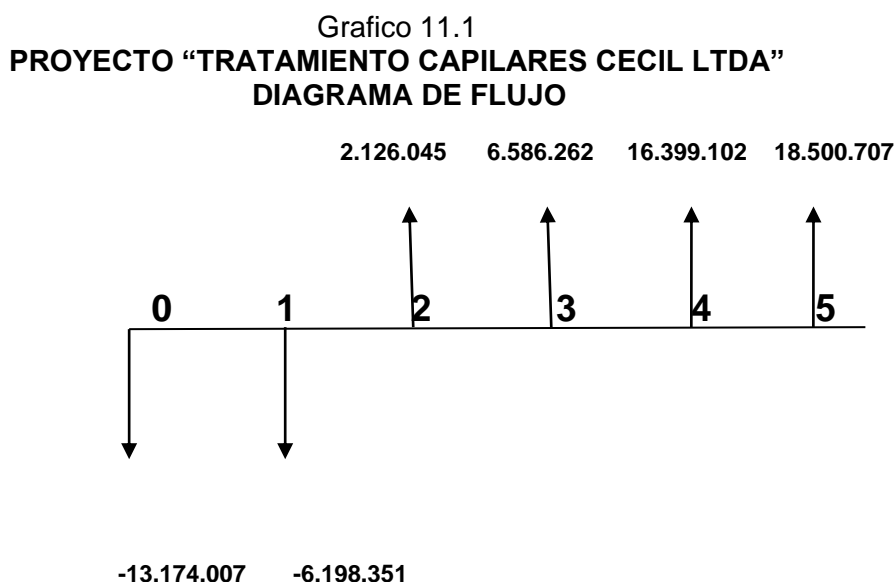 Grafico 11.1
PROYECTO “TRATAMIENTO CAPILARES CECIL LTDA”
DIAGRAMA DE FLUJO
2.126.045 6.586.262 16.399.102 18.500.707
0 1 2 3 4 5
-13.174.007 -6.198.351